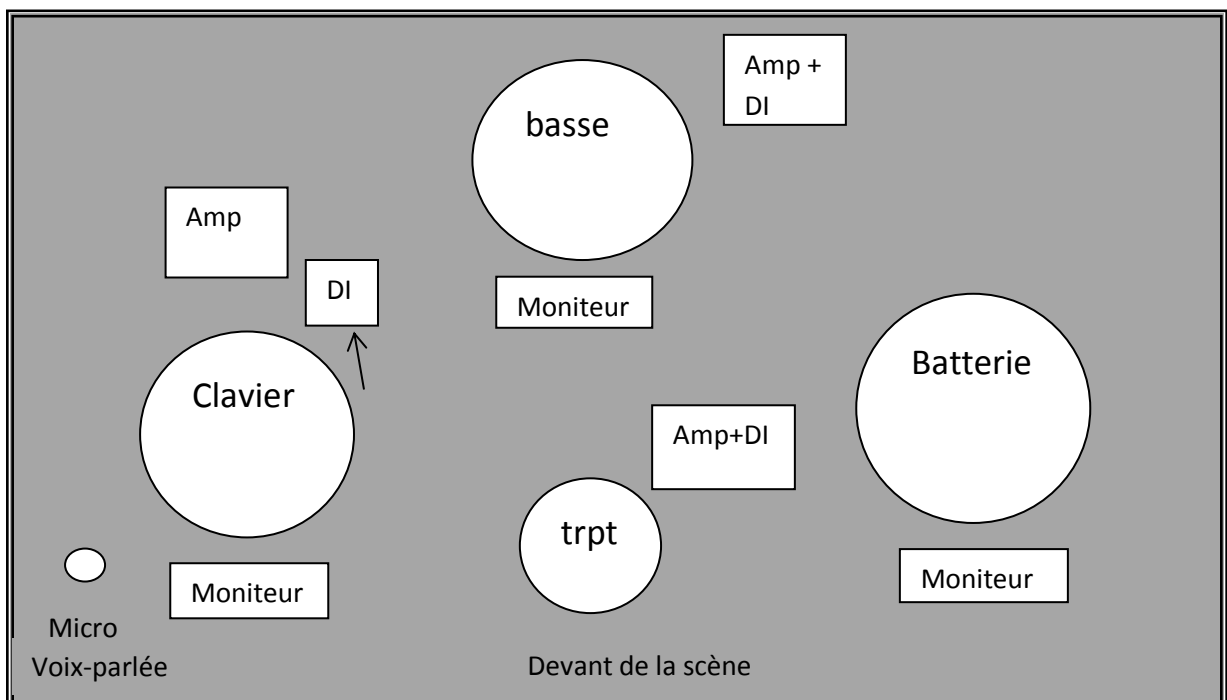 Amp +
DI
basse
Amp
DI
Moniteur
Clavier
Batterie
Amp+DI
trpt
Moniteur
Moniteur
Micro
Voix-parlée
Devant de la scène